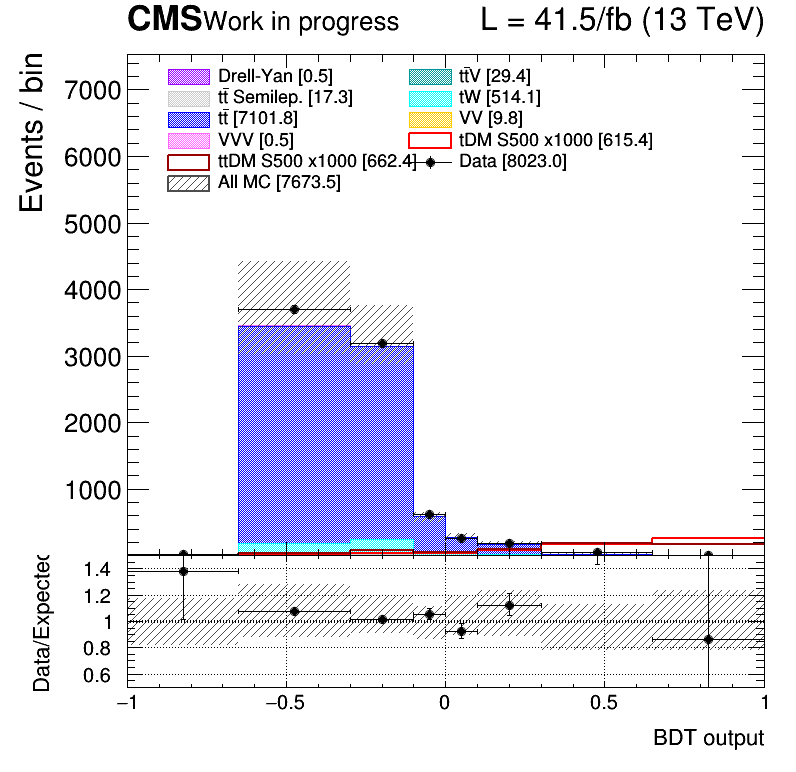 CMS Work in progress L = 41.5/fb (13 TeV)
Events / bin
Drell-Yan [0.5] tt̄V [29.4]
tt̄ Semilep. [17.3] tW [514.1]
tt̄ [7101.8] VV [9.8]
VVV [0.5] tDM S500 x1000 [615.4]
ttDM S500 x1000 [662.4] Data [8023.0]
All MC [7673.5]
7000
6000
5000
4000
3000
2000
1000
Data/Expected
1.4
1.2
1
0.8
0.6
−1 −0.5 0 0.5 1
BDT output